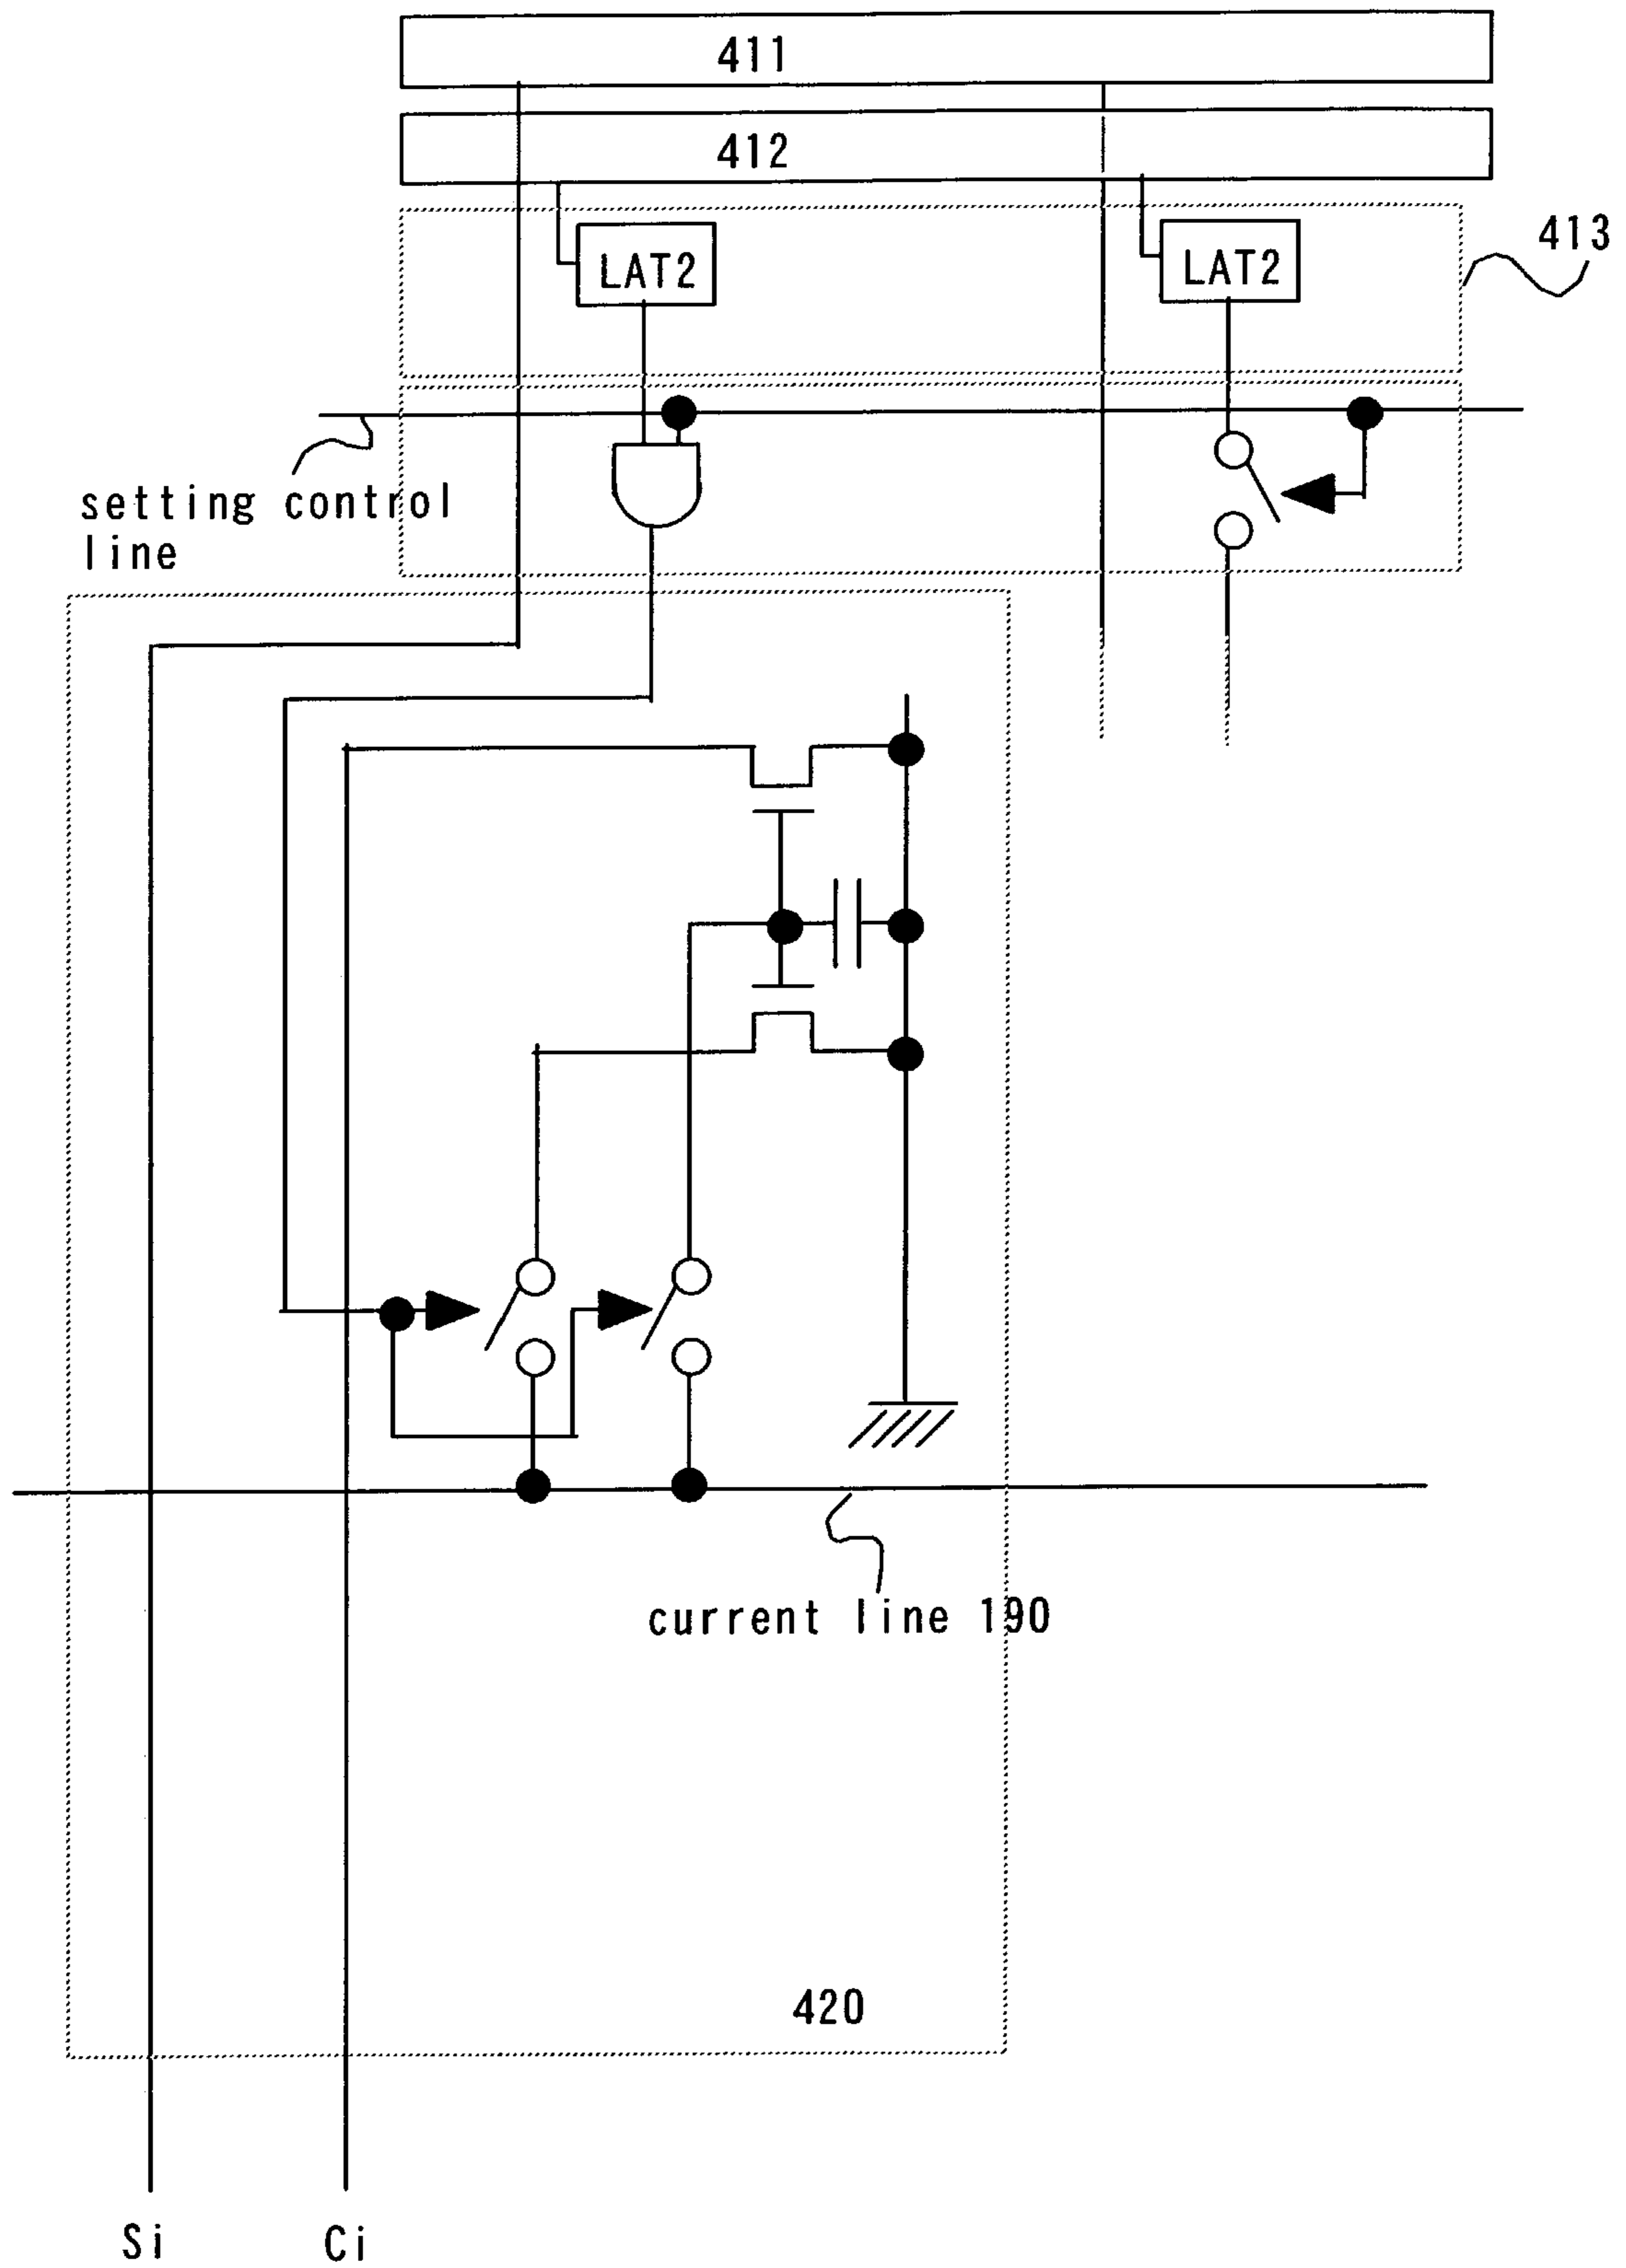 411
412
LAT2
LAT2
413
setting control
line
current line 190
420
Si
Ci